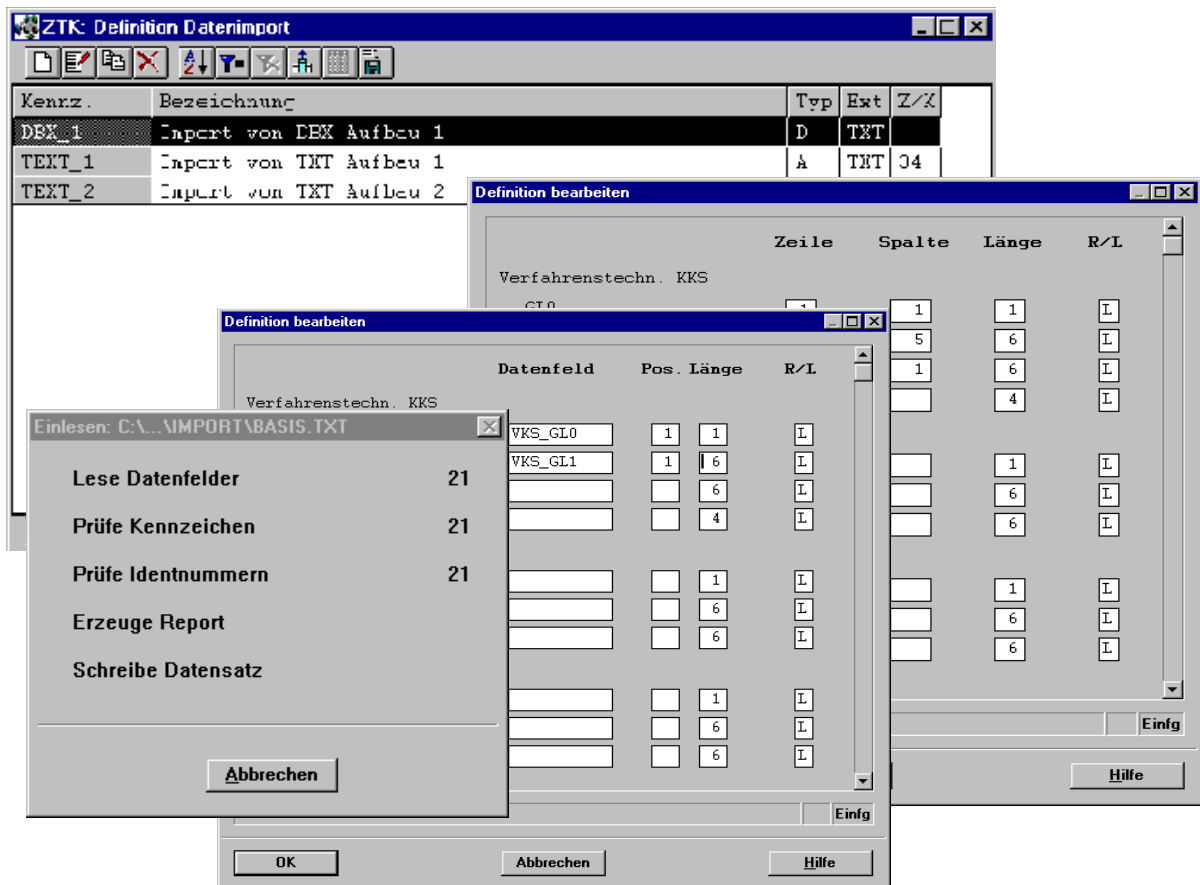 ZTK: Definition Datenimport
Kennz. Bezeichnung Typ Ext Z/X
DBX_1 Import von DBX Aufbau 1 D TXT
TEXT_1 Import von TXT Aufbau 1 A TXT 04
TEXT_2 Import von TXT Aufbau 2
Definition bearbeiten
Zeile Spalte Länge R/L
Verfahrenstechn. KKS
GL0 1 1 1 L
5 6 L
1 6 L
4 L
1 L
6 L
6 L
1 L
6 L
6 L
Einfg
Hilfe
Definition bearbeiten
Datenfeld Pos. Länge R/L
Verfahrenstechn. KKS
VKS_GL0 1 1 L
VKS_GL1 1 6 L
6 L
4 L
1 L
6 L
6 L
1 L
6 L
6 L
Einfg
OK Abbrechen Hilfe
Einlesen: C:\...\IMPORT\BASIS.TXT
Lese Datenfelder 21
Prüfe Kennzeichen 21
Prüfe Identnummern 21
Erzeuge Report
Schreibe Datensatz
Abbrechen